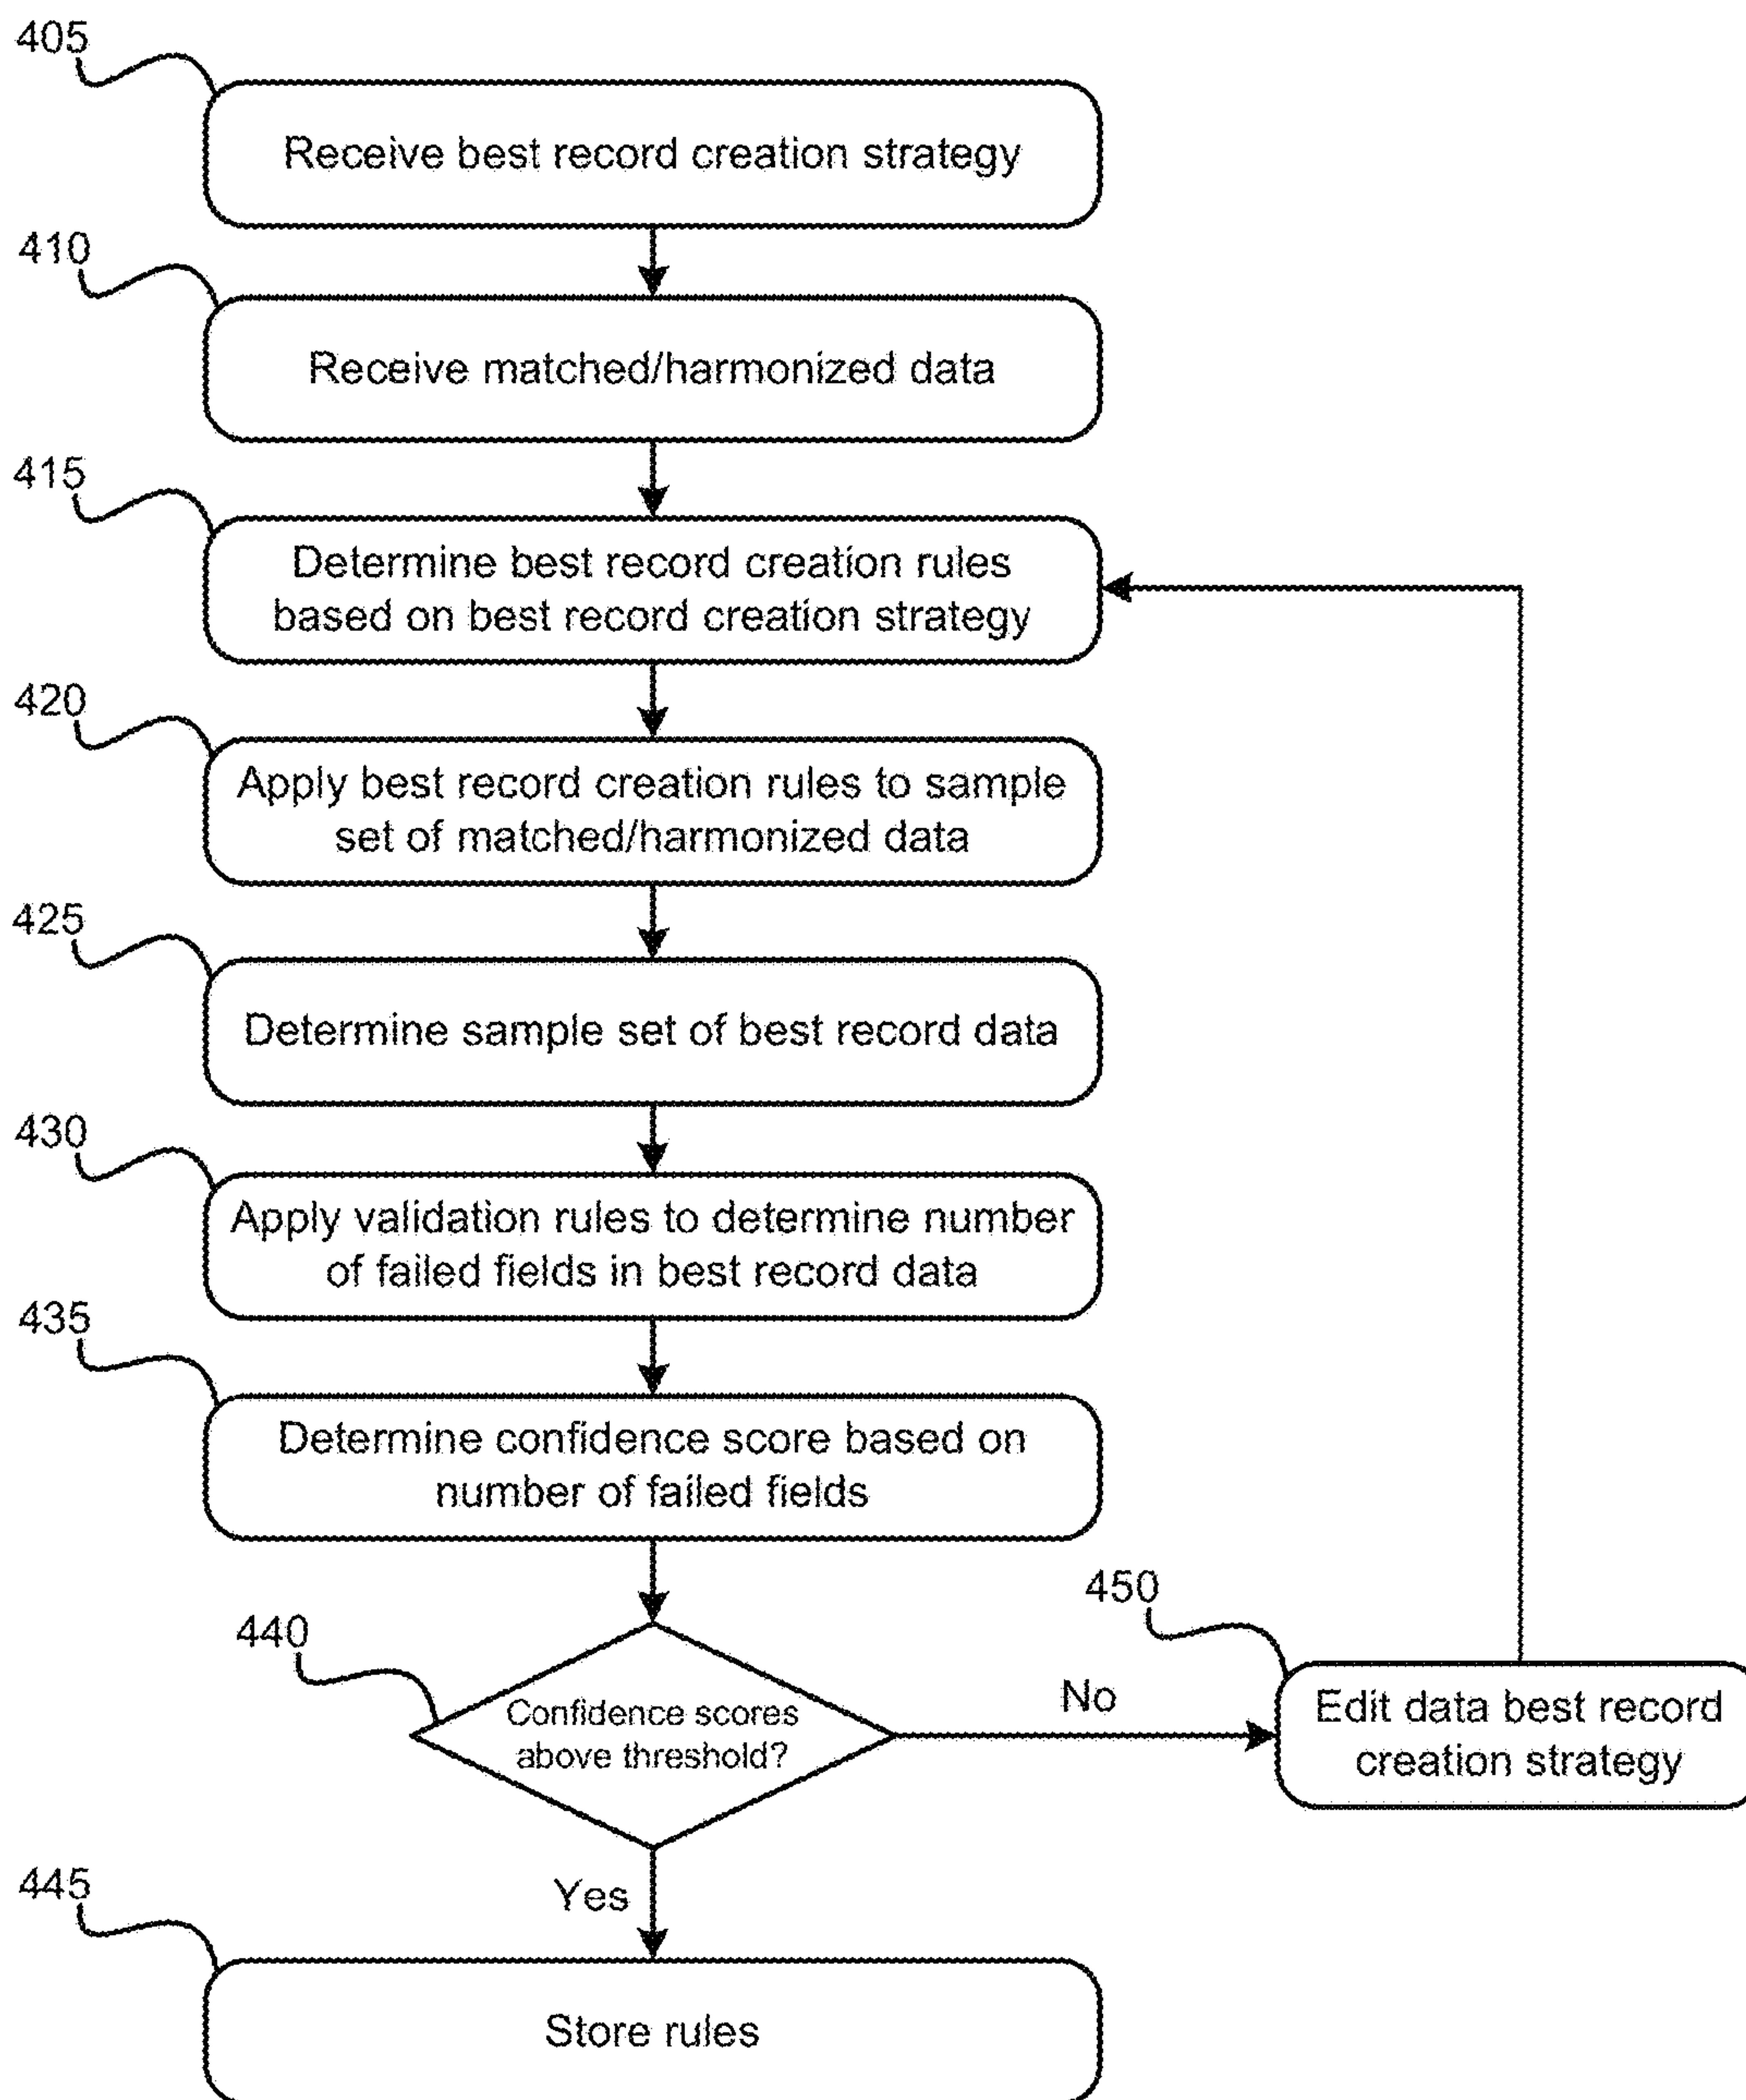 405
Receive best record creation strategy
410
Receive matched/harmonized data
415
Determine best record creation rules
based on best record creation strategy
420
Apply best record creation rules to sample
set of matched/harmonized data
425
Determine sample set of best record data
430
Apply validation rules to determine number
of failed fields in best record data
435
Determine confidence score based on
number of failed fields
440
Confidence scores
above threshold?
No
450
Edit data best record
creation strategy
Yes
445
Store rules